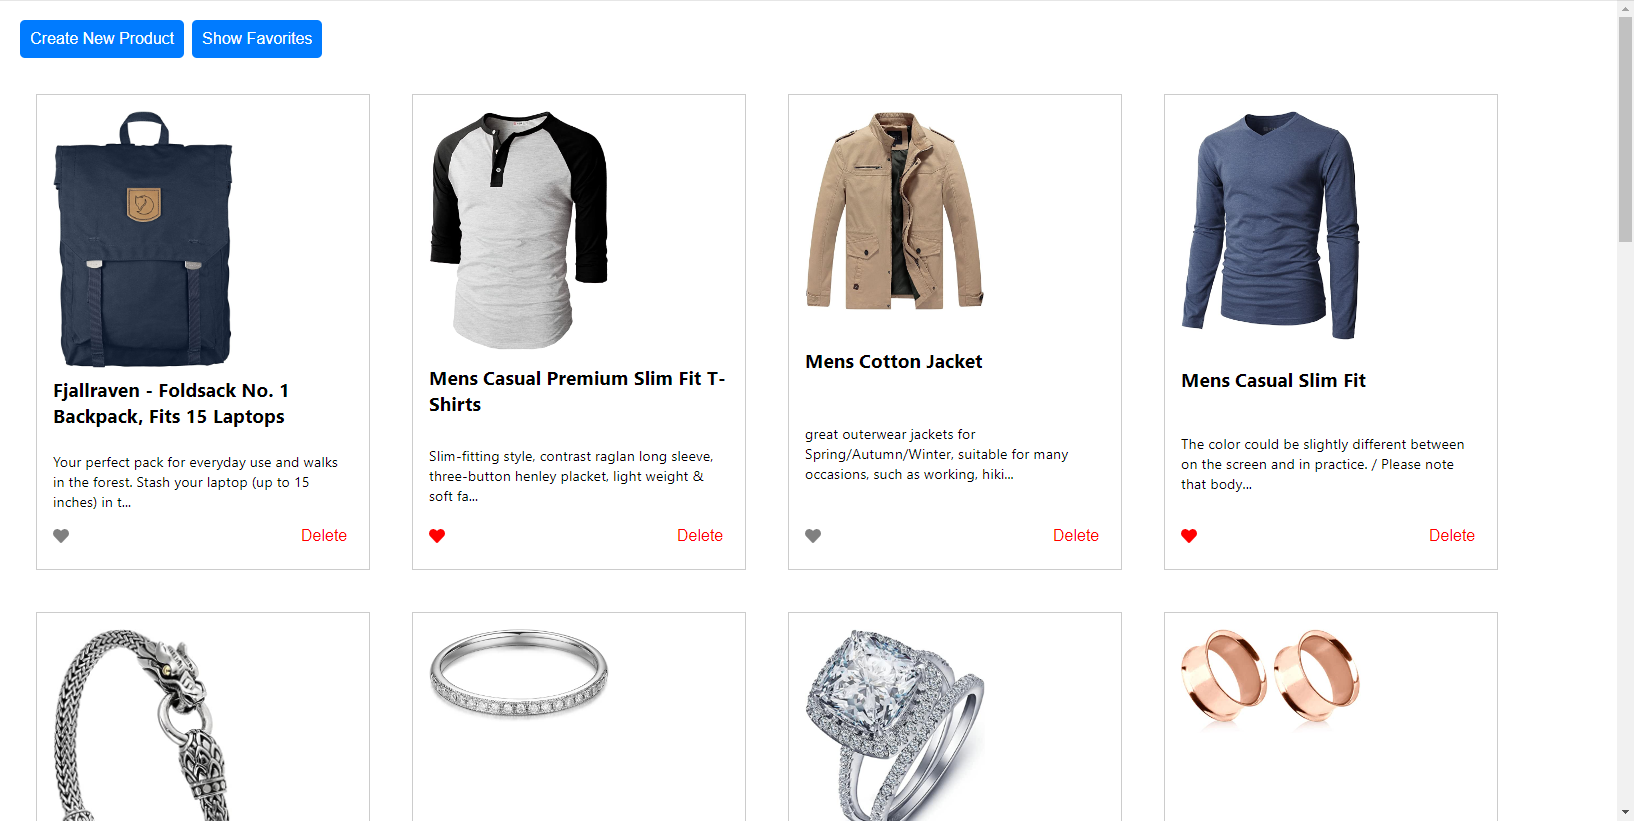 Create New Product
Show Favorites
Fjallraven - Foldsack No. 1
Backpack, Fits 15 Laptops
Your perfect pack for everyday use and walks
in the forest. Stash your laptop (up to 15
inches) in t...
Delete
Mens Casual Premium Slim Fit T-
Shirts
Slim-fitting style, contrast raglan long sleeve,
three-button henley placket, light weight &
soft fa...
Delete
Mens Cotton Jacket
great outerwear jackets for
Spring/Autumn/Winter, suitable for many
occasions, such as working, hiki...
Delete
Mens Casual Slim Fit
The color could be slightly different between
on the screen and in practice. / Please note
that body...
Delete